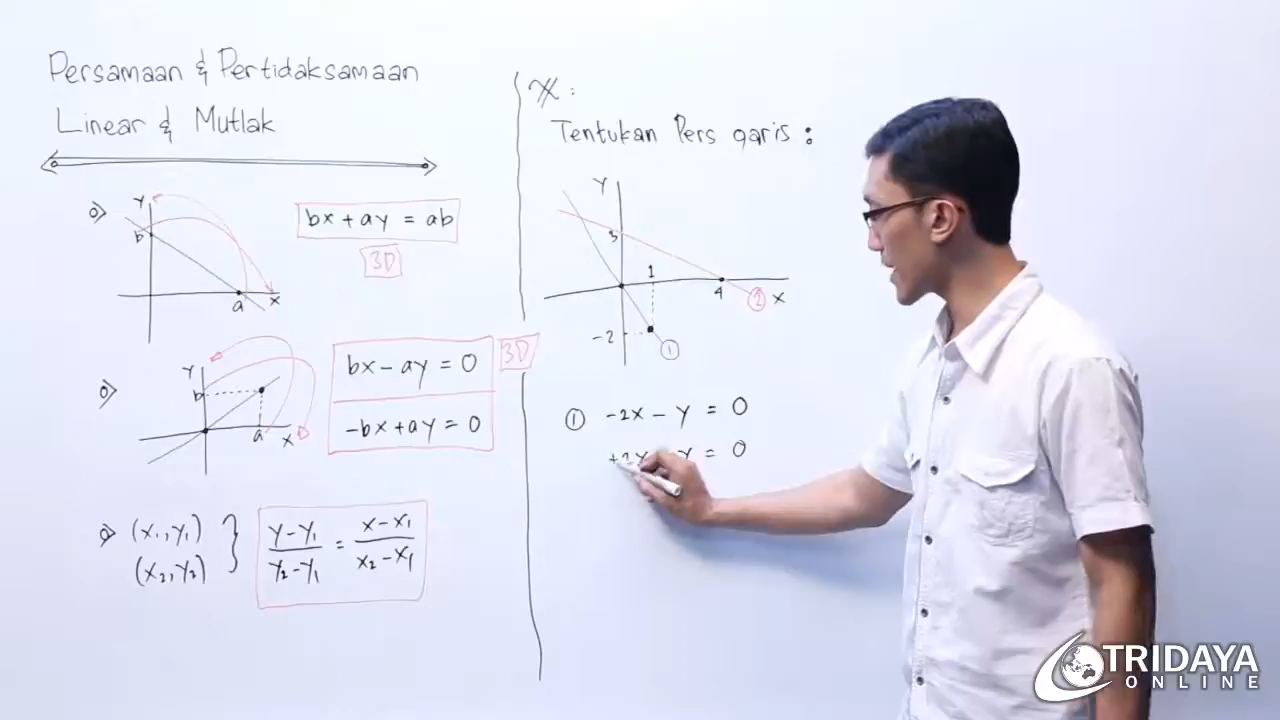 Persamaan & Pertidaksamaan
Linear & Mutlak
Y
b
a
X
bx + ay = ab
3D
Y
b
a
X
bx - ay = 0
-bx + ay = 0
3D
(x₁, y₁)
(x₂, y₂)
y - y₁ / y₂ - y₁ = x - x₁ / x₂ - x₁
Tentukan Pers garis :
Y
3
1
4
X
-2
②
①
① -2x - y = 0
= 0
TRIDAYA
ONLINE